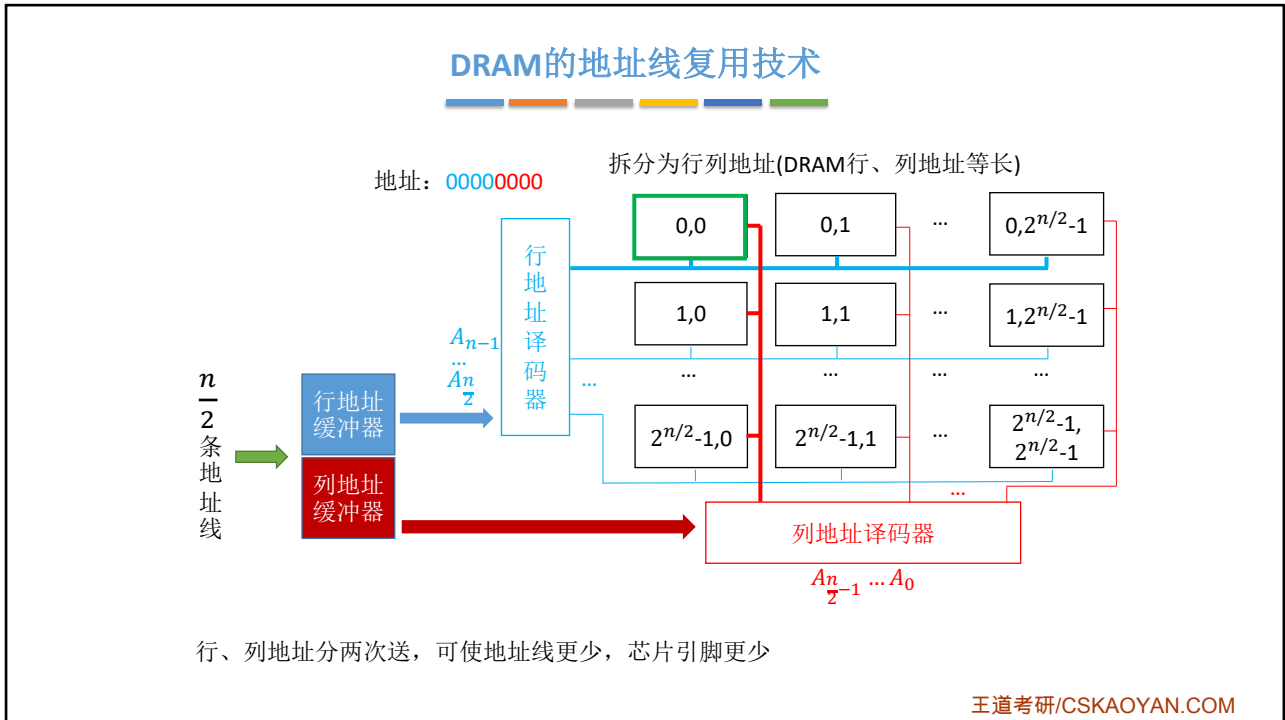 DRAM的地址线复用技术
拆分为行列地址(DRAM行、列地址等长)
地址：00000000
0,0
0,1
...
0,2^{n/2}-1
行
地
址
译
码
器
1,0
1,1
...
1,2^{n/2}-1
A_{n-1}
...
A_{\frac{n}{2}}
...
...
...
...
...
n
2
条
地
址
线
行地址
缓冲器
2^{n/2}-1,0
2^{n/2}-1,1
...
2^{n/2}-1,
2^{n/2}-1
列地址
缓冲器
...
列地址译码器
A_{\frac{n}{2}-1} ... A_0
行、列地址分两次送，可使地址线更少，芯片引脚更少
王道考研/CSKAOYAN.COM